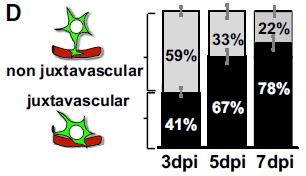 D
59% 33% 22%
non juxtavascular
juxtavascular
41% 67% 78%
3dpi 5dpi 7dpi